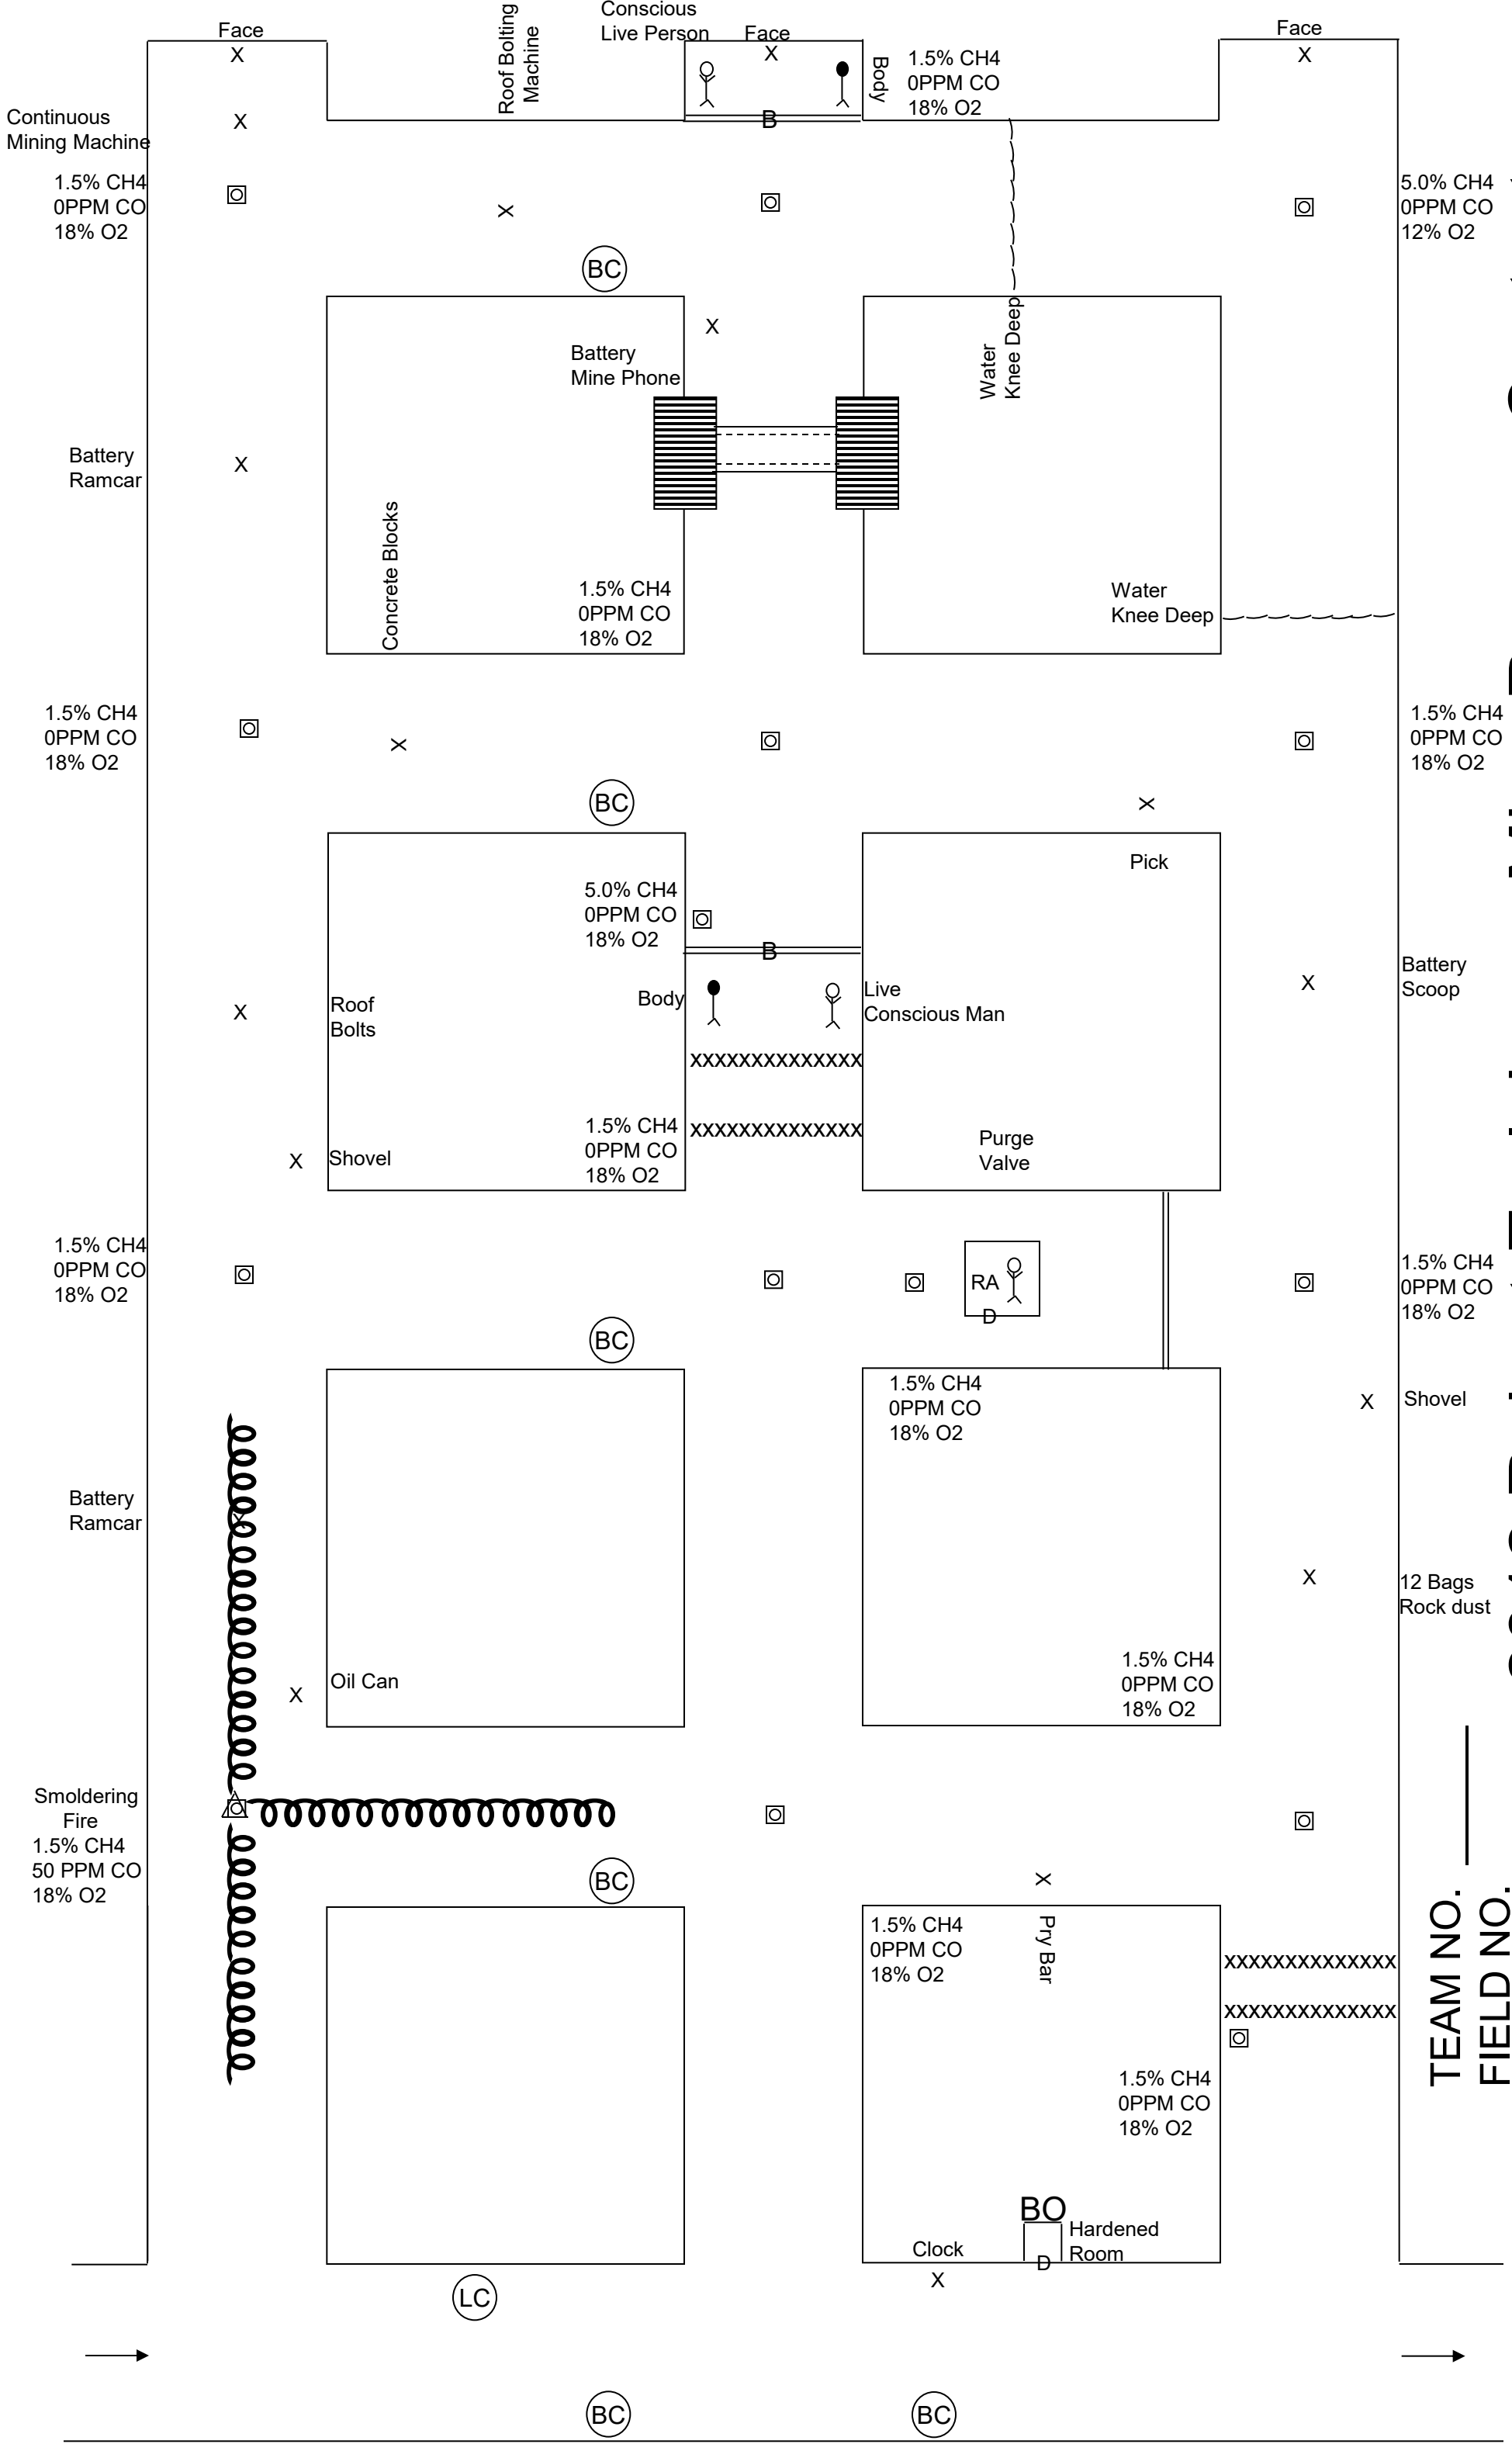 Conscious
Live Person
Face
Face
Face
X
X
X
Roof Bolting
Machine
Body
1.5% CH4
0PPM CO
18% O2
Continuous
Mining Machine
X
B
1.5% CH4
0PPM CO
18% O2
X
5.0% CH4
0PPM CO
12% O2
BC
X
Battery
Mine Phone
Water
Knee Deep
Battery
Ramcar
X
Concrete Blocks
1.5% CH4
0PPM CO
18% O2
Water
Knee Deep
1.5% CH4
0PPM CO
18% O2
X
1.5% CH4
0PPM CO
18% O2
BC
X
Pick
5.0% CH4
0PPM CO
18% O2
B
Body
Live
Conscious Man
X
Roof
Bolts
X
Battery
Scoop
XXXXXXXXXXXXXX
1.5% CH4
0PPM CO
18% O2
XXXXXXXXXXXXXX
Purge
Valve
X
Shovel
1.5% CH4
0PPM CO
18% O2
RA
D
1.5% CH4
0PPM CO
18% O2
BC
1.5% CH4
0PPM CO
18% O2
X
Shovel
Battery
Ramcar
X
X
12 Bags
Rock dust
X
Oil Can
1.5% CH4
0PPM CO
18% O2
Smoldering
Fire
1.5% CH4
50 PPM CO
18% O2
BC
X
Pry Bar
1.5% CH4
0PPM CO
18% O2
XXXXXXXXXXXXXX
XXXXXXXXXXXXXX
TEAM NO.
FIELD NO.
1.5% CH4
0PPM CO
18% O2
BO
Hardened
Room
D
Clock
X
LC
BC
BC